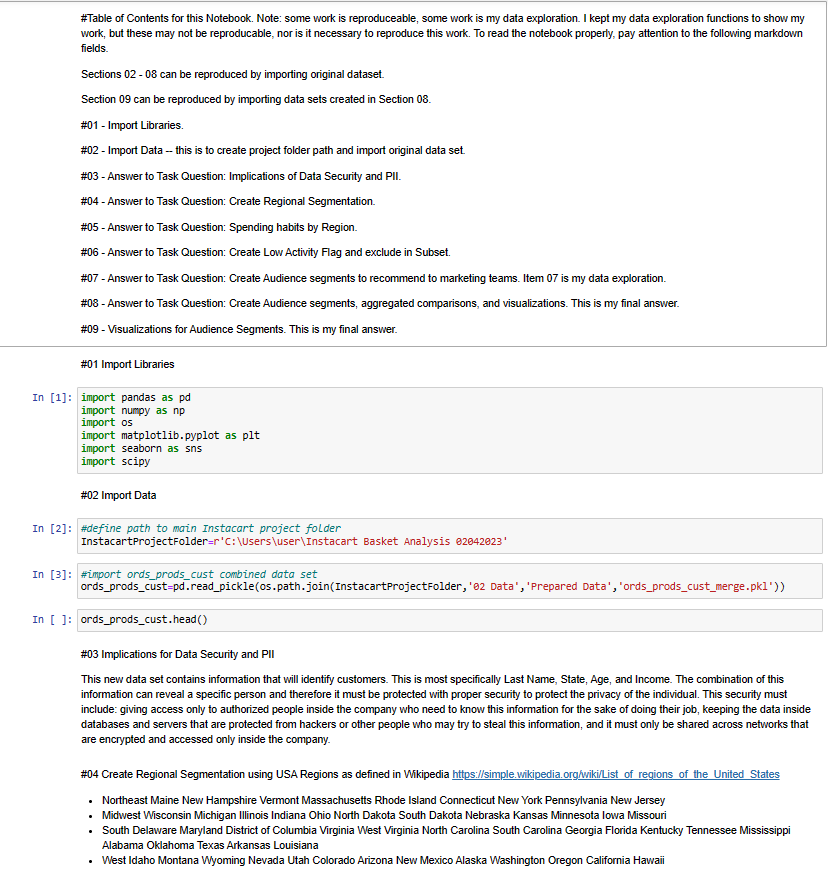 #Table of Contents for this Notebook. Note: some work is reproduceable, some work is my data exploration. I kept my data exploration functions to show my
work, but these may not be reproducable, nor is it necessary to reproduce this work. To read the notebook properly, pay attention to the following markdown
fields.
Sections 02 - 08 can be reproduced by importing original dataset.
Section 09 can be reproduced by importing data sets created in Section 08.
#01 - Import Libraries.
#02 - Import Data -- this is to create project folder path and import original data set.
#03 - Answer to Task Question: Implications of Data Security and PII.
#04 - Answer to Task Question: Create Regional Segmentation.
#05 - Answer to Task Question: Spending habits by Region.
#06 - Answer to Task Question: Create Low Activity Flag and exclude in Subset.
#07 - Answer to Task Question: Create Audience segments to recommend to marketing teams. Item 07 is my data exploration.
#08 - Answer to Task Question: Create Audience segments, aggregated comparisons, and visualizations. This is my final answer.
#09 - Visualizations for Audience Segments. This is my final answer.
#01 Import Libraries
In [1]: import pandas as pd
import numpy as np
import os
import matplotlib.pyplot as plt
import seaborn as sns
import scipy
#02 Import Data
In [2]: #define path to main Instacart project folder
InstacartProjectFolder=r'C:\Users\user\Instacart Basket Analysis 02042023'
In [3]: #import ords_prods_cust combined data set
ords_prods_cust=pd.read_pickle(os.path.join(InstacartProjectFolder,'02 Data','Prepared Data','ords_prods_cust_merge.pkl'))
In [ ]: ords_prods_cust.head()
#03 Implications for Data Security and PII
This new data set contains information that will identify customers. This is most specifically Last Name, State, Age, and Income. The combination of this
information can reveal a specific person and therefore it must be protected with proper security to protect the privacy of the individual. This security must
include: giving access only to authorized people inside the company who need to know this information for the sake of doing their job, keeping the data inside
databases and servers that are protected from hackers or other people who may try to steal this information, and it must only be shared across networks that
are encrypted and accessed only inside the company.
#04 Create Regional Segmentation using USA Regions as defined in Wikipedia https://simple.wikipedia.org/wiki/List_of_regions_of_the_United_States
• Northeast Maine New Hampshire Vermont Massachusetts Rhode Island Connecticut New York Pennsylvania New Jersey
• Midwest Wisconsin Michigan Illinois Indiana Ohio North Dakota South Dakota Nebraska Kansas Minnesota Iowa Missouri
• South Delaware Maryland District of Columbia Virginia West Virginia North Carolina South Carolina Georgia Florida Kentucky Tennessee Mississippi
Alabama Oklahoma Texas Arkansas Louisiana
• West Idaho Montana Wyoming Nevada Utah Colorado Arizona New Mexico Alaska Washington Oregon California Hawaii